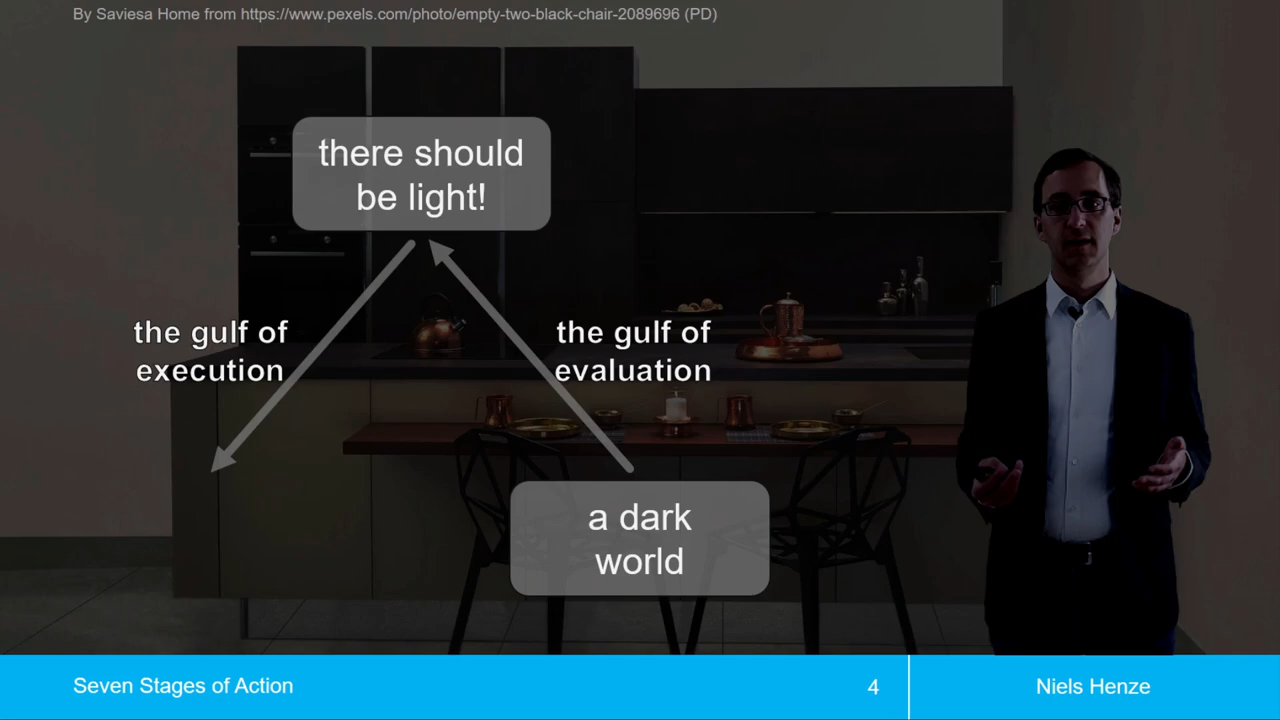 By Saviesa Home from https://www.pexels.com/photo/empty-two-black-chair-2089696 (PD)
there should
be light!
the gulf of
execution
the gulf of
evaluation
a dark
world
Seven Stages of Action
4
Niels Henze